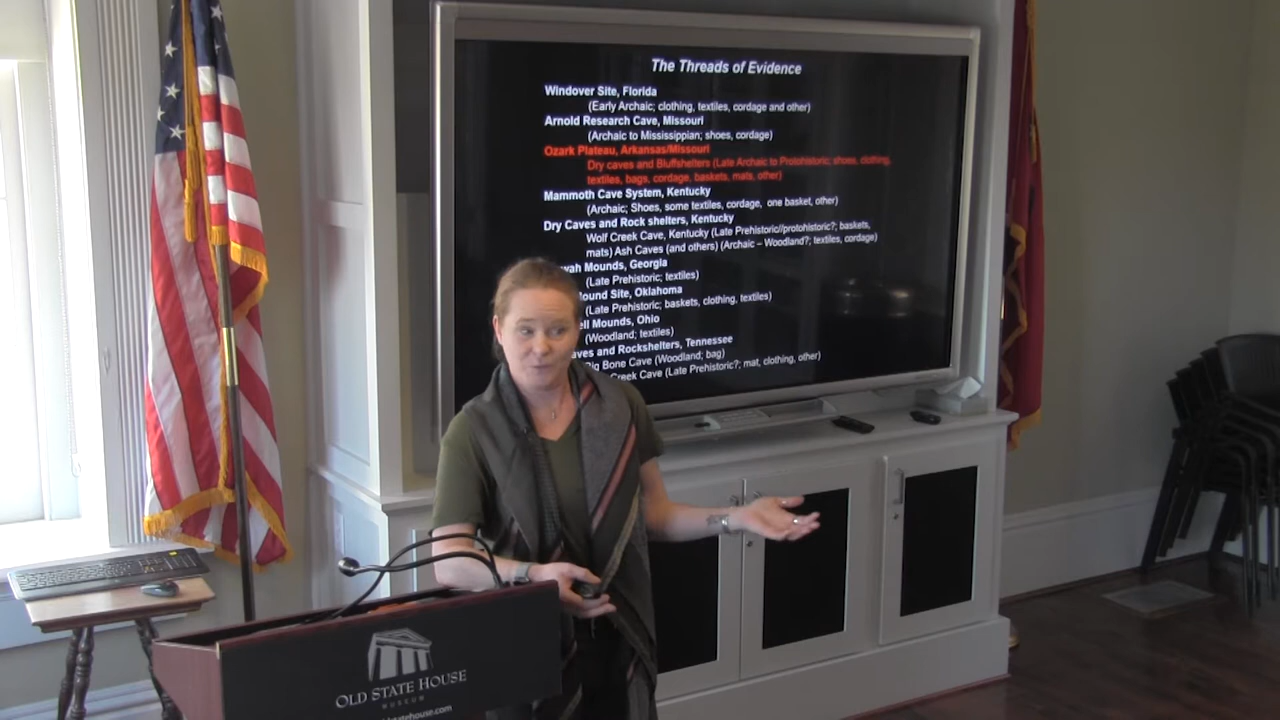 The Threads of Evidence
Windover Site, Florida
(Early Archaic; clothing, textiles, cordage and other)
Arnold Research Cave, Missouri
(Archaic to Mississippian; shoes, cordage)
Ozark Plateau, Arkansas/Missouri
Dry caves and Bluffshelters (Late Archaic to Protohistoric; shoes, clothing,
textiles, bags, cordage, baskets, mats, other)
Mammoth Cave System, Kentucky
(Archaic; Shoes, some textiles, cordage, one basket, other)
Dry Caves and Rock shelters, Kentucky
Wolf Creek Cave, Kentucky (Late Prehistoric//protohistoric?; baskets,
mats) Ash Caves (and others) (Archaic – Woodland?; textiles, cordage)
wah Mounds, Georgia
(Late Prehistoric; textiles)
ound Site, Oklahoma
(Late Prehistoric; baskets, clothing, textiles)
ell Mounds, Ohio
(Woodland; textiles)
aves and Rockshelters, Tennessee
Big Bone Cave (Woodland; bag)
Creek Cave (Late Prehistoric?; mat, clothing, other)
OLD STATE HOUSE
MUSEUM